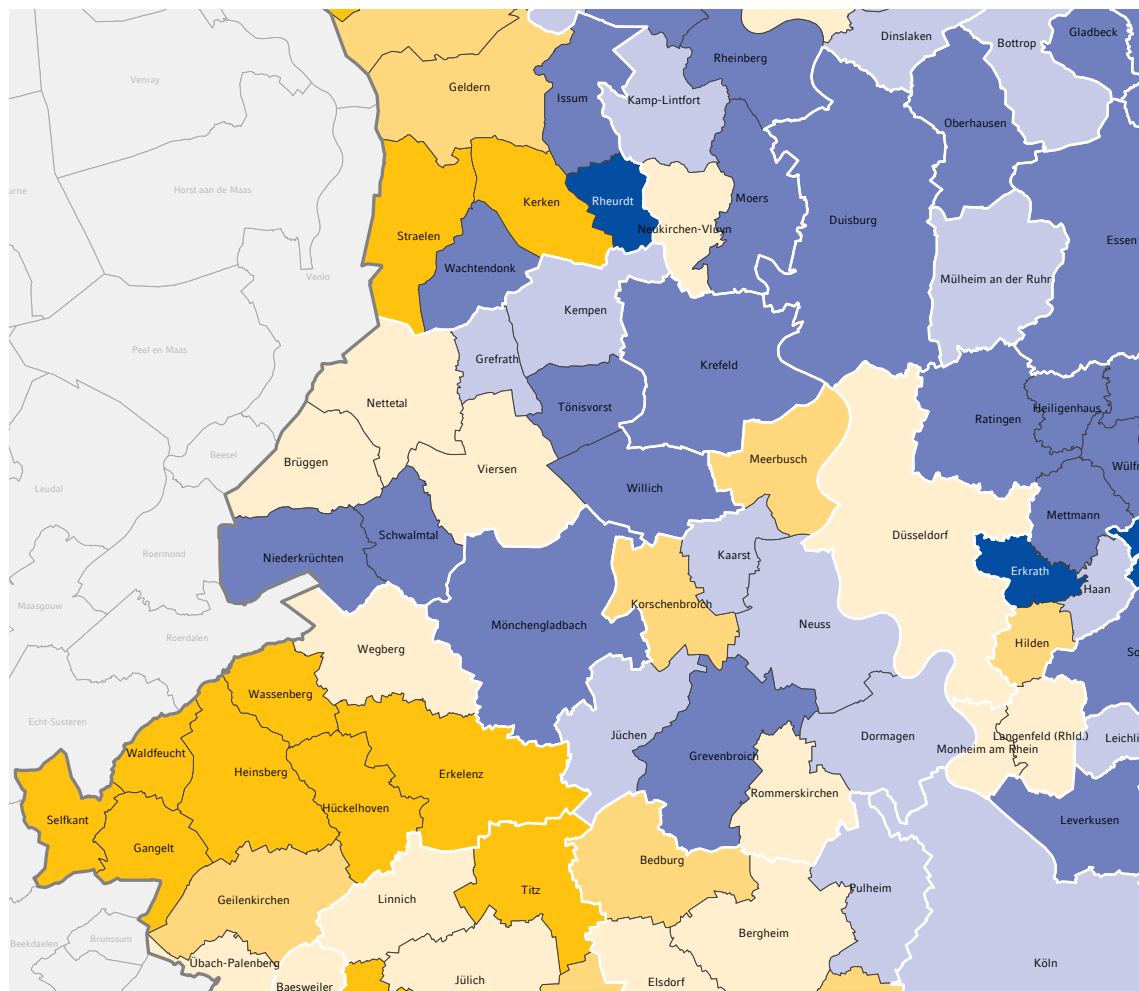 Dinslaken
Gladbeck
Bottrop
Rheinberg
Venray
Geldern
Issum
Kamp-Lintfort
Oberhausen
Horst aan de Maas
Kerken
Rheurdt
Moers
Duisburg
Neukirchen-Vluyn
Straelen
Essen
Wachtendonk
Venlo
Mülheim an der Ruhr
Kempen
Peel en Maas
Grefrath
Krefeld
Nettetal
Tönisvorst
Heiligenhaus
Ratingen
Beesel
Brüggen
Viersen
Meerbusch
Leudal
Willich
Mettmann
Schwalmtal
Düsseldorf
Roermond
Niederkrüchten
Kaarst
Erkrath
Haan
Maasgouw
Korschenbroich
Mönchengladbach
Neuss
Roerdalen
Wegberg
Hilden
Wassenberg
Echt-Susteren
Jüchen
Dormagen
Langenfeld (Rhld.)
Monheim am Rhein
Waldfeucht
Grevenbroich
Heinsberg
Erkelenz
Rommerskirchen
Hückelhoven
Selfkant
Leverkusen
Gangelt
Bedburg
Titz
Pulheim
Geilenkirchen
Linnich
Bergheim
Beekdaelen
Brunssum
Übach-Palenberg
Köln
Jülich
Elsdorf
Baesweiler